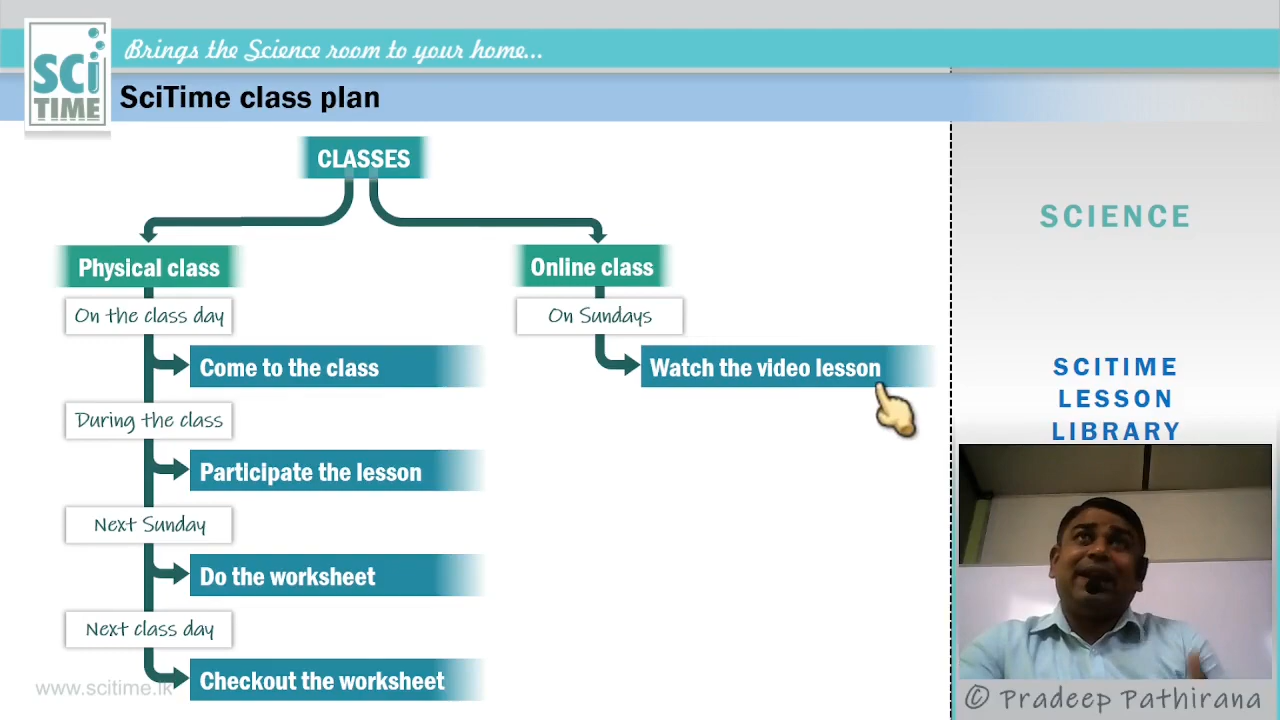 SCi
TIME
Brings the Science room to your home...
SciTime class plan
CLASSES
Physical class
On the class day
Come to the class
During the class
Participate the lesson
Next Sunday
Do the worksheet
Next class day
Checkout the worksheet
www.scitime.lk
Online class
On Sundays
Watch the video lesson
SCIENCE
SCITIME
LESSON
LIBRARY
© Pradeep Pathirana